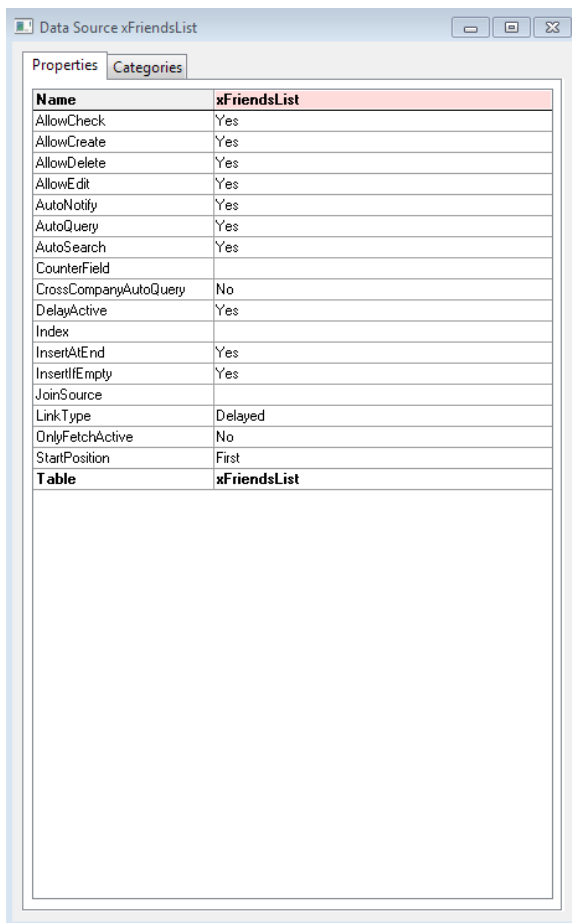 Data Source xFriendsList
Properties Categories
Name xFriendsList
AllowCheck Yes
AllowCreate Yes
AllowDelete Yes
AllowEdit Yes
AutoNotify Yes
AutoQuery Yes
AutoSearch Yes
CounterField
CrossCompanyAutoQuery No
DelayActive Yes
Index
InsertAtEnd Yes
InsertIfEmpty Yes
JoinSource
LinkType Delayed
OnlyFetchActive No
StartPosition First
Table xFriendsList